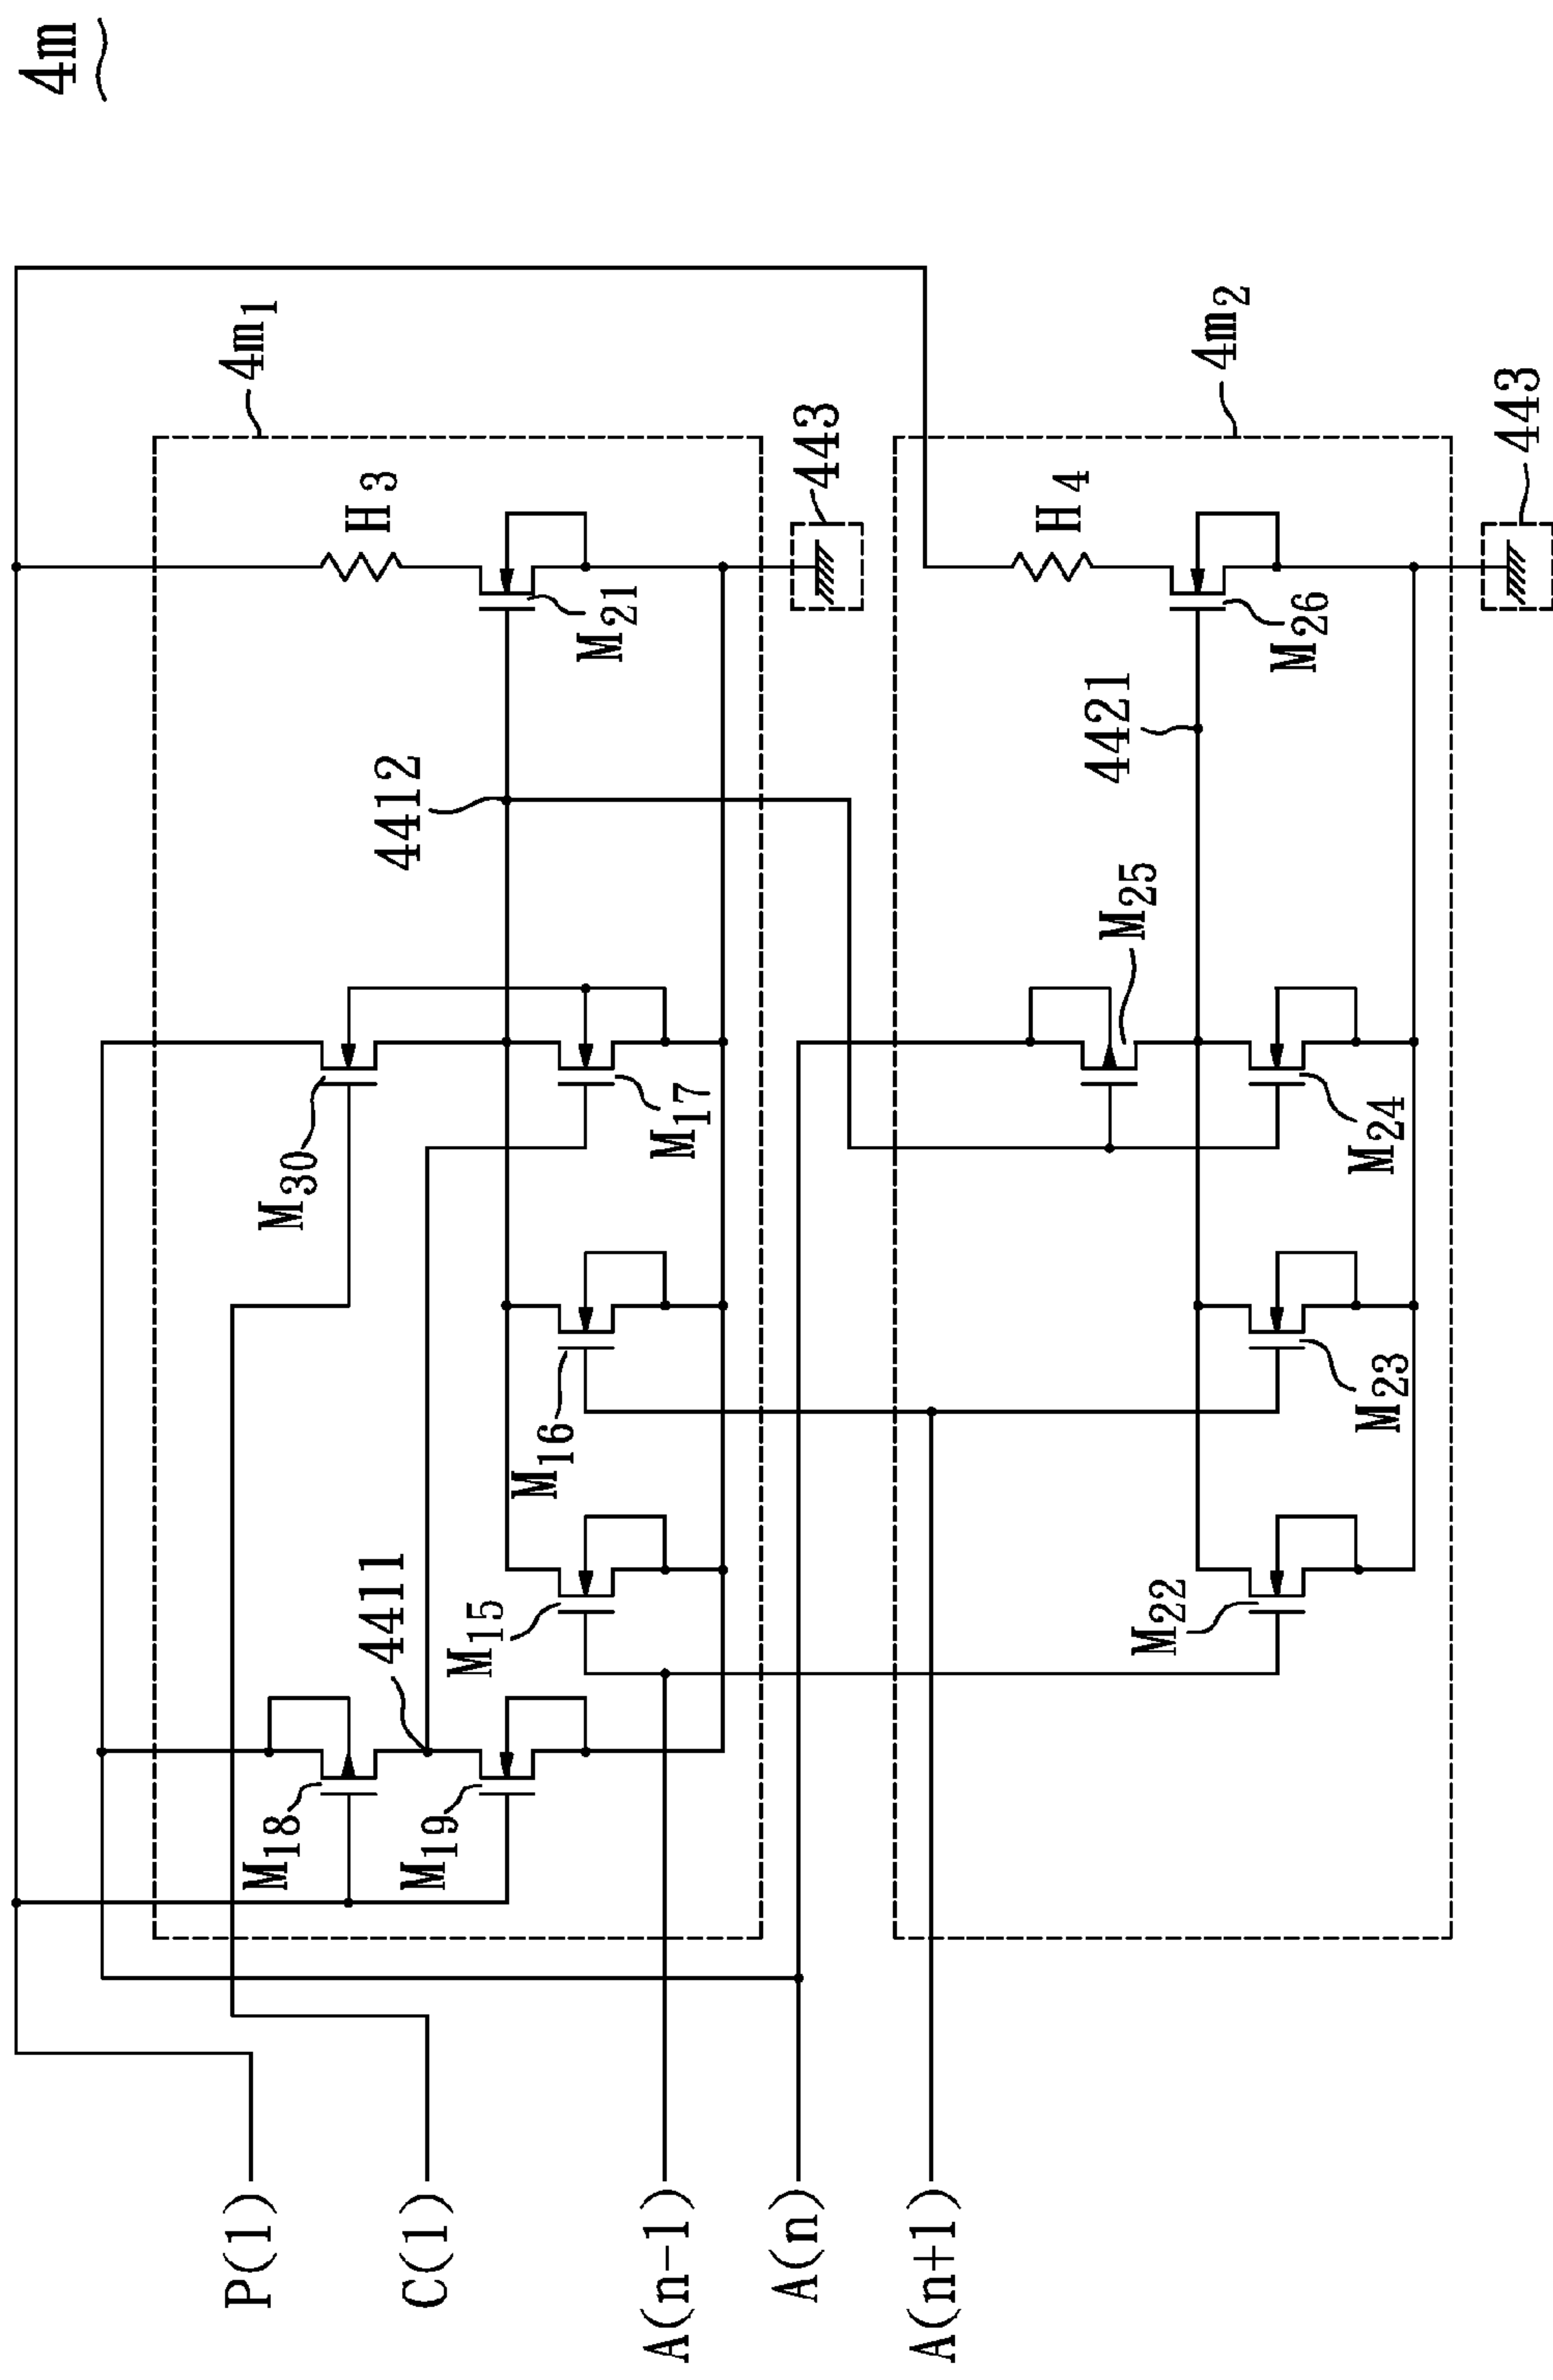 4m
4m1
H3
443
M21
4412
M30
M17
M16
4411
M15
M18
M19
4m2
H4
443
M26
4421
M25
M24
M23
M22
P(1)
C(1)
A(n-1)
A(n)
A(n+1)